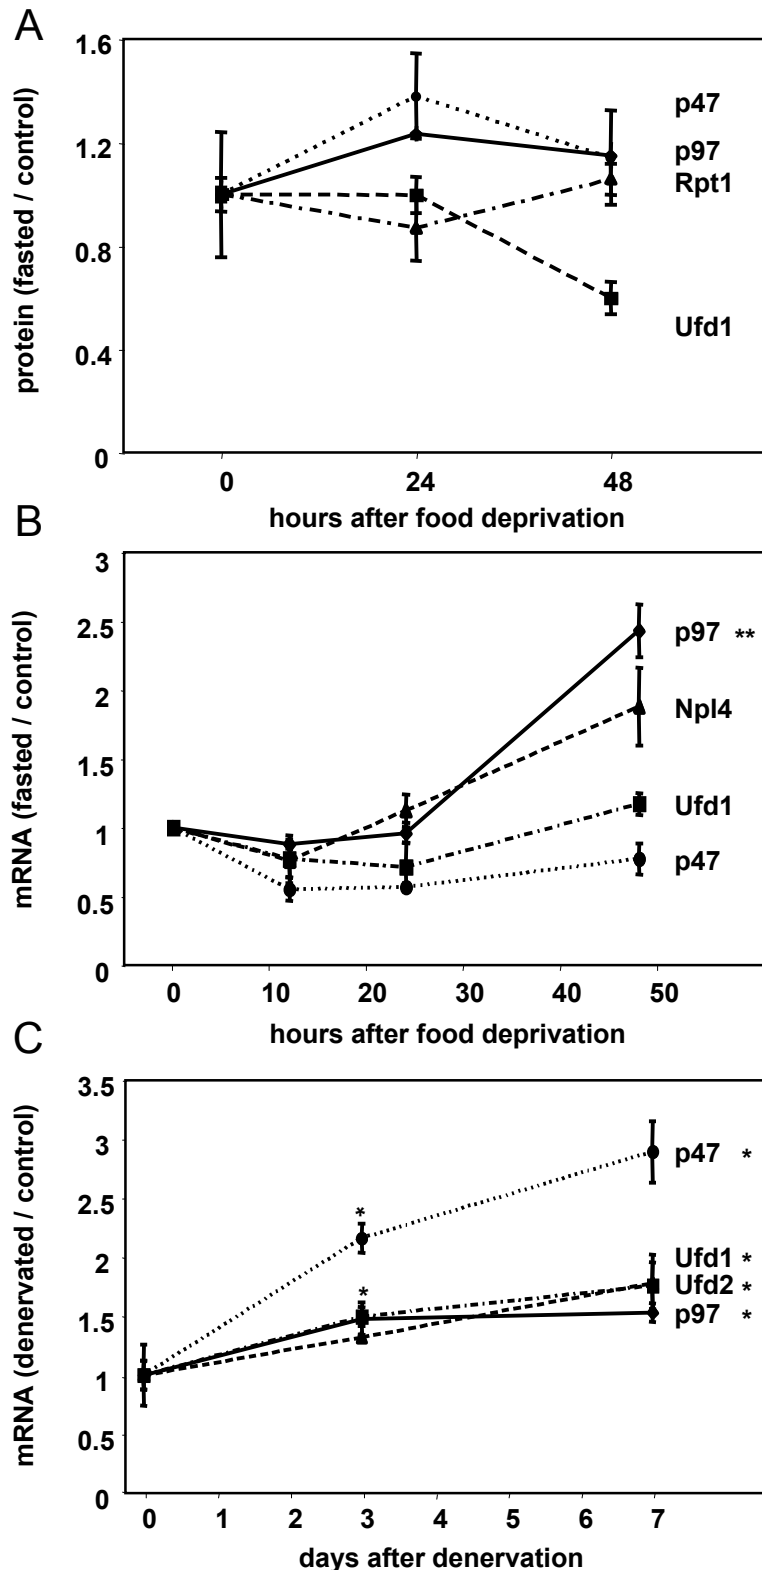 A
protein (fasted / control)
1.6
1.2
0.8
0.4
0
p47
p97
Rpt1
Ufd1
0 24 48
hours after food deprivation
B
mRNA (fasted / control)
3
2.5
2
1.5
1
0.5
0
p97 **
Npl4
Ufd1
p47
0 10 20 30 40 50
hours after food deprivation
C
mRNA (denervated / control)
3.5
3
2.5
2
1.5
1
0.5
0
*
*
p47 *
Ufd1 *
Ufd2 *
p97 *
0 1 2 3 4 5 6 7
days after denervation